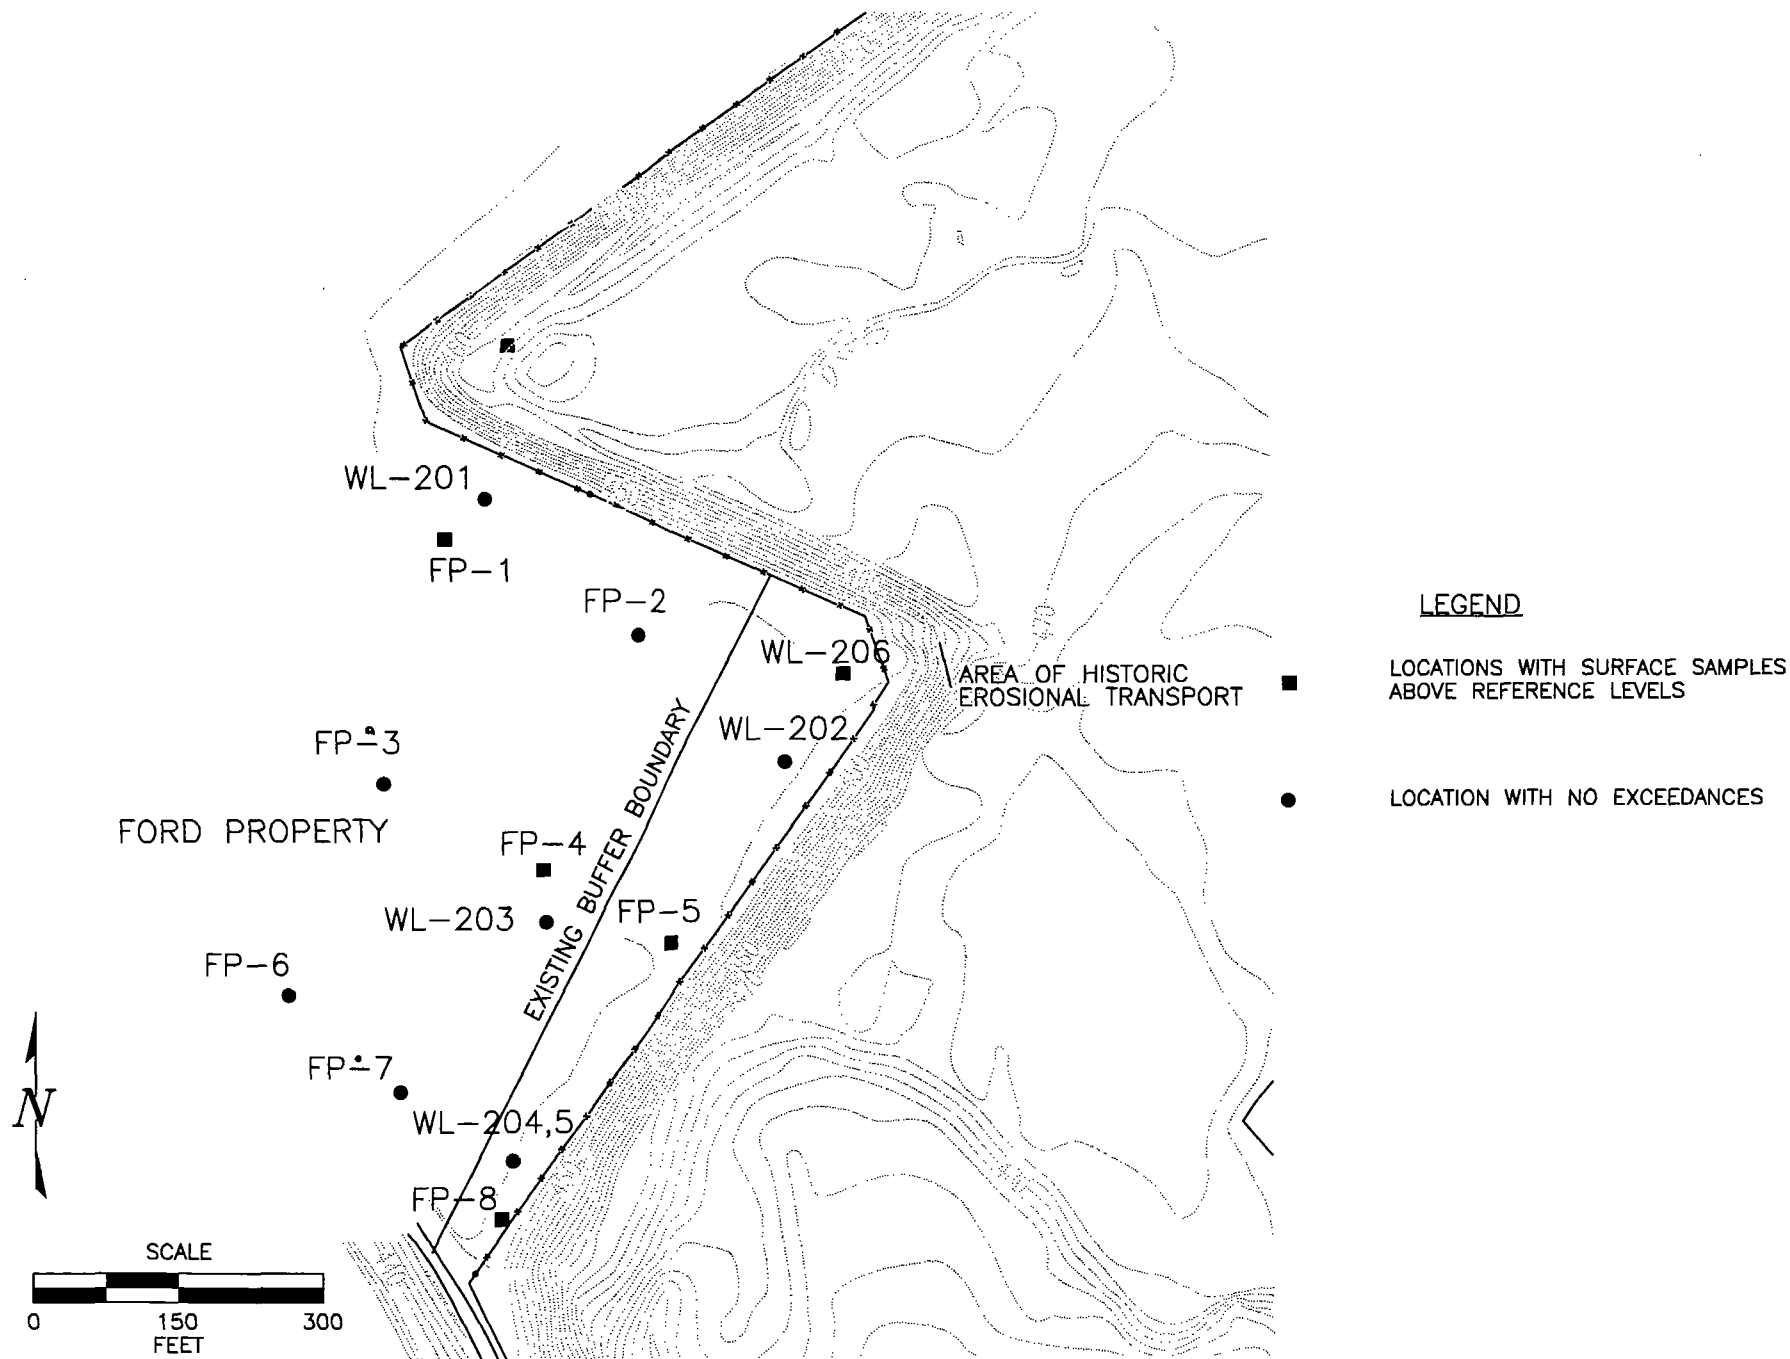 WL-201
FP-1
FP-2
WL-206
AREA OF HISTORIC
EROSIONAL TRANSPORT
470
WL-202
FP-3
FORD PROPERTY
EXISTING BUFFER BOUNDARY
FP-4
WL-203
FP-5
FP-6
FP-7
WL-204,5
FP-8
N
SCALE
0 150 300
FEET
LEGEND
LOCATIONS WITH SURFACE SAMPLES
ABOVE REFERENCE LEVELS
LOCATION WITH NO EXCEEDANCES